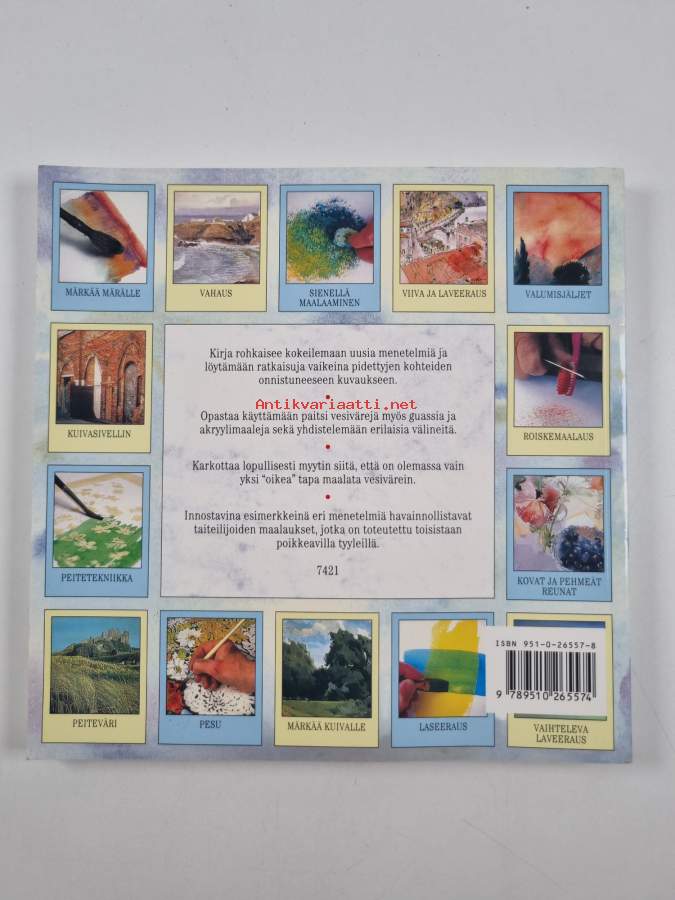 MÄRKÄÄ MÄRÄLLE
VAHAUS
SIENELLÄ
MAALAAMINEN
VIIVA JA LAVEERAUS
VALUMISJÄLJET
KUIVASIVELLIN
Kirja rohkaisee kokeilemaan uusia menetelmiä ja
löytämään ratkaisuja vaikeina pidettyjen kohteiden
onnistuneeseen kuvaukseen.
Antikvariaatti.net
Opastaa käyttämään paitsi vesivärejä myös guassia ja
akryylimaaleja sekä yhdistelemään erilaisia välineitä.
Karkottaa lopullisesti myytin siitä, että on olemassa vain
yksi "oikea" tapa maalata vesivärein.
Innostavina esimerkkeinä eri menetelmiä havainnollistavat
taiteilijoiden maalaukset, jotka on toteutettu toisistaan
poikkeavilla tyyleillä.
7421
ROISKEMAALAUS
PEITETEKNIIKKA
KOVAT JA PEHMEÄT
REUNAT
PEITEVÄRI
PESU
MÄRKÄÄ KUIVALLE
LASEERAUS
ISBN 951-0-26557-8
9 789510 265574
VAIHTELEVA
LAVEERAUS